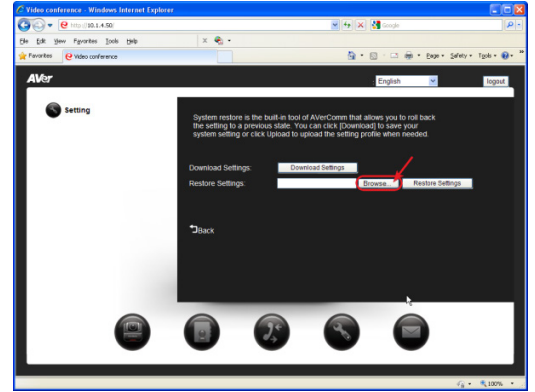 Video conference - Windows Internet Explorer
http://10.1.4.50/
Google
File Edit View Favorites Tools Help
Favorites Video conference
Page Safety Tools
AVer
English
logout
Setting
System restore is the built-in tool of AVerComm that allows you to roll back
the setting to a previous state. You can click [Download] to save your
system setting or click Upload to upload the setting profile when needed.
Download Settings: Download Settings
Restore Settings: Browse... Restore Settings
Back
100%